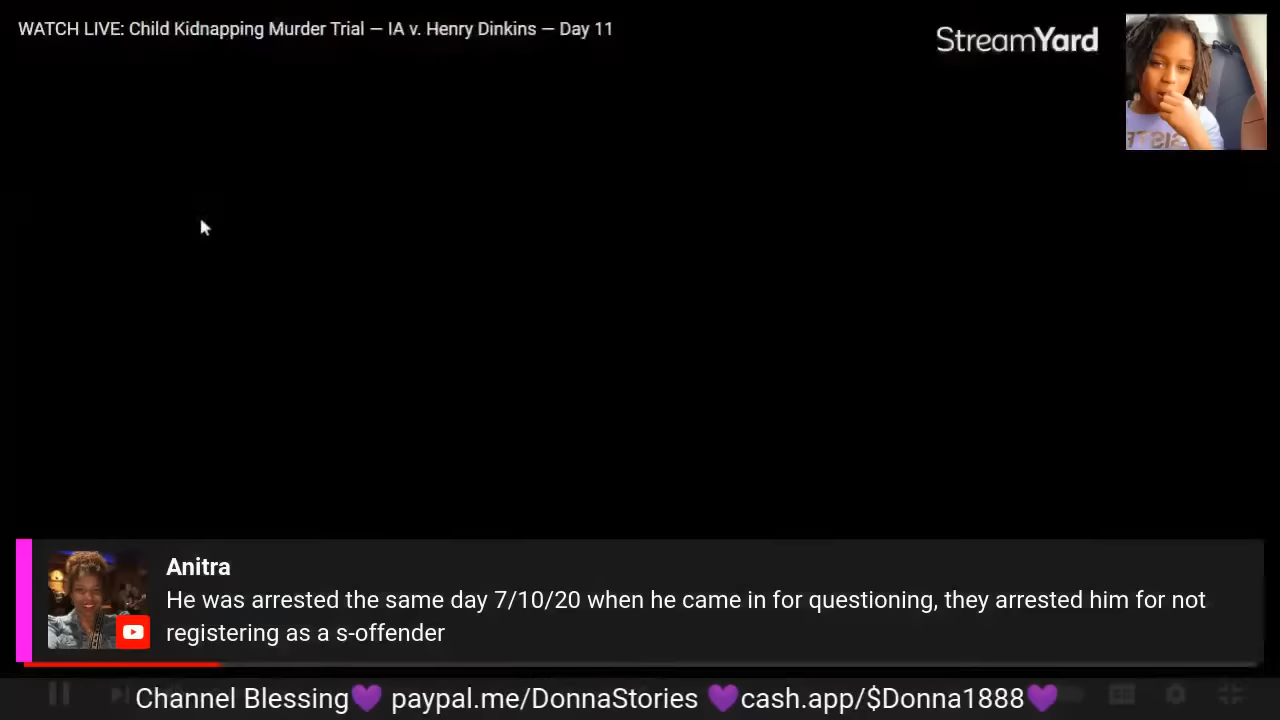 WATCH LIVE: Child Kidnapping Murder Trial — IA v. Henry Dinkins — Day 11
StreamYard
Anitra
He was arrested the same day 7/10/20 when he came in for questioning, they arrested him for not
registering as a s-offender
Channel Blessing💜 paypal.me/DonnaStories 💜cash.app/$Donna1888💜